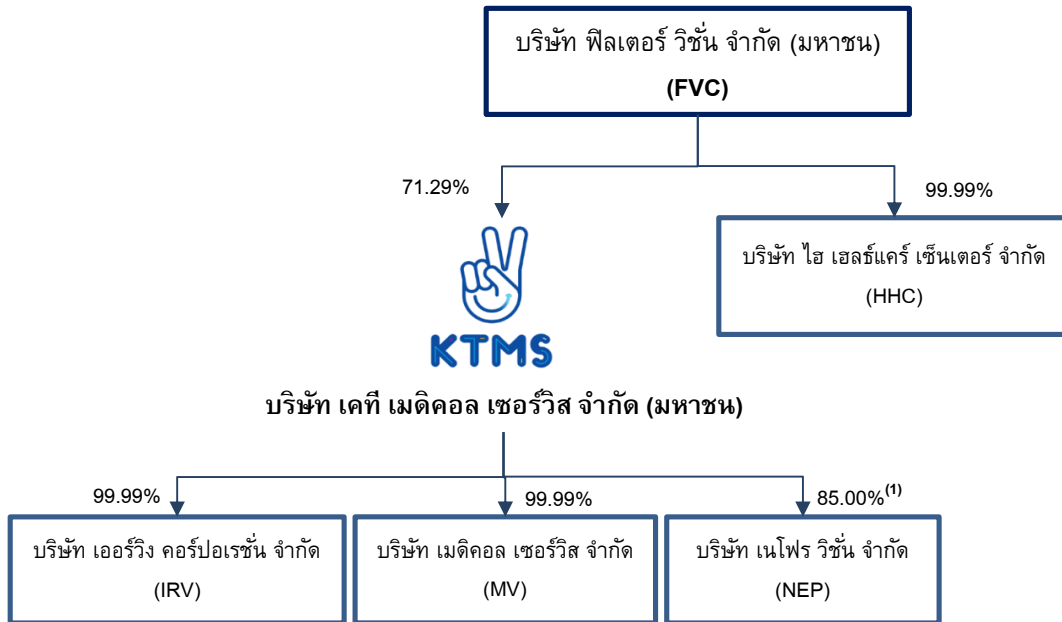 บริษัท ฟิลเตอร์ วิชั่น จำกัด (มหาชน)
(FVC)
71.29%
99.99%
บริษัท ไฮ เฮลธ์แคร์ เซ็นเตอร์ จำกัด
(HHC)
KTMS
บริษัท เคที เมดิคอล เซอร์วิส จำกัด (มหาชน)
99.99%
99.99%
85.00%(1)
บริษัท เออร์วิง คอร์ปอเรชั่น จำกัด
(IRV)
บริษัท เมดิคอล เซอร์วิส จำกัด
(MV)
บริษัท เนโฟร วิชั่น จำกัด
(NEP)